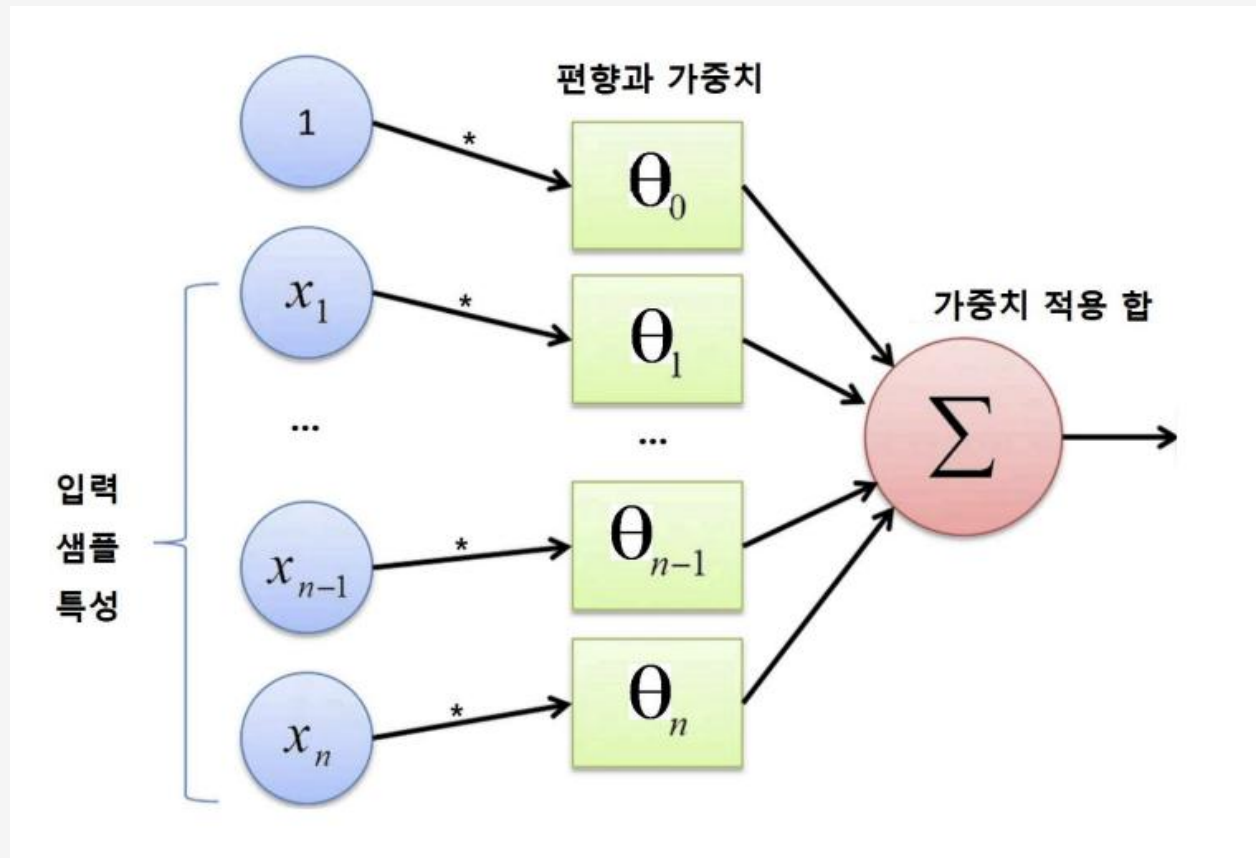 편향과 가중치
1
*
θ₀
x₁
*
θ₁
가중치 적용 합
∑
...
...
입력
샘플
특성
xₙ₋₁
*
θₙ₋₁
xₙ
*
θₙ